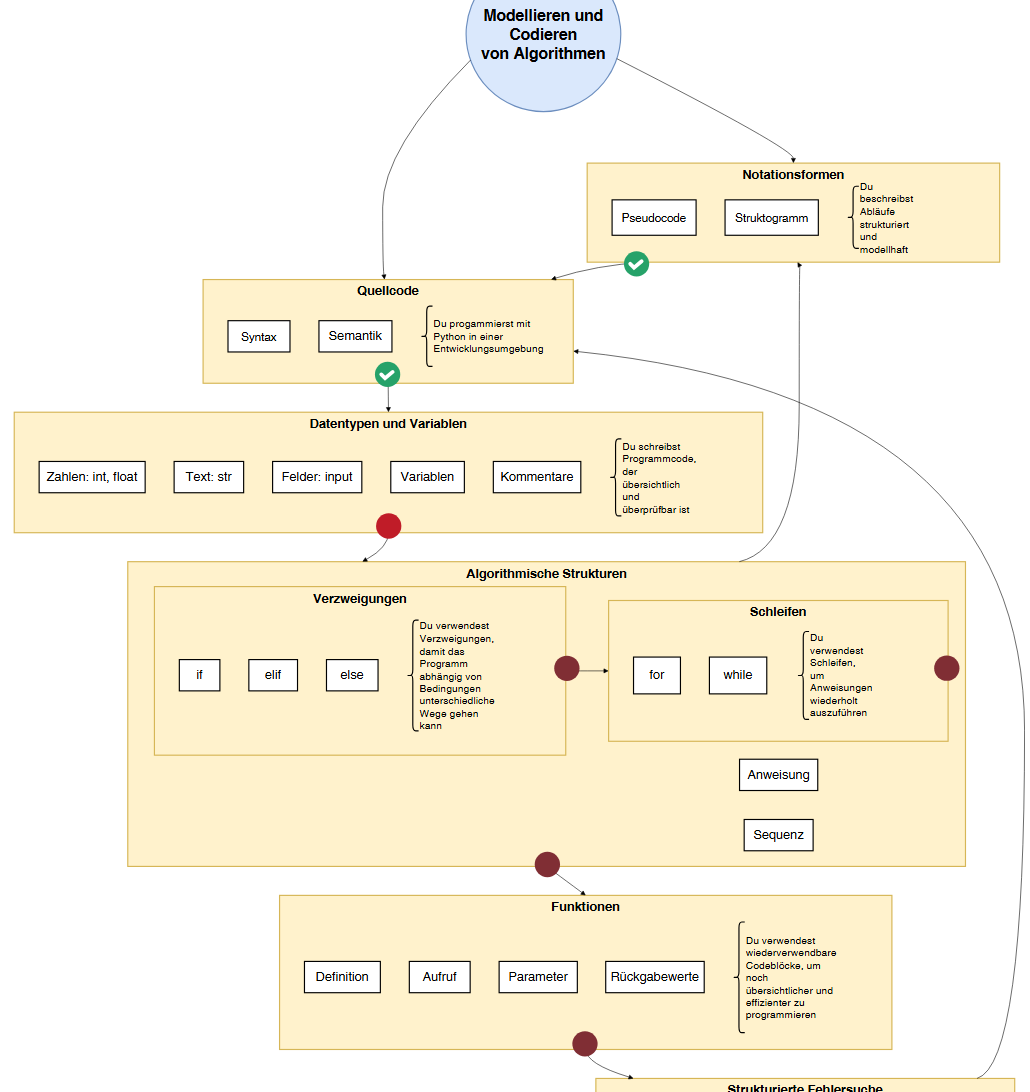 Modellieren und
Codieren
von Algorithmen
Notationsformen
Pseudocode
Struktogramm
Du
beschreibst
Abläufe
strukturiert
und
modellhaft
Quellcode
Syntax
Semantik
Du progammierst mit
Python in einer
Entwicklungsumgebung
Datentypen und Variablen
Zahlen: int, float
Text: str
Felder: input
Variablen
Kommentare
Du schreibst
Programmcode,
der
übersichtlich
und
überprüfbar ist
Algorithmische Strukturen
Verzweigungen
if
elif
else
Du verwendest
Verzweigungen,
damit das
Programm
abhängig von
Bedingungen
unterschiedliche
Wege gehen
kann
Schleifen
for
while
Du
verwendest
Schleifen,
um
Anweisungen
wiederholt
auszuführen
Anweisung
Sequenz
Funktionen
Definition
Aufruf
Parameter
Rückgabewerte
Du verwendest
wiederverwendbare
Codeblöcke, um
noch
übersichtlicher und
effizienter zu
programmieren
Strukturierte Fehlersuche